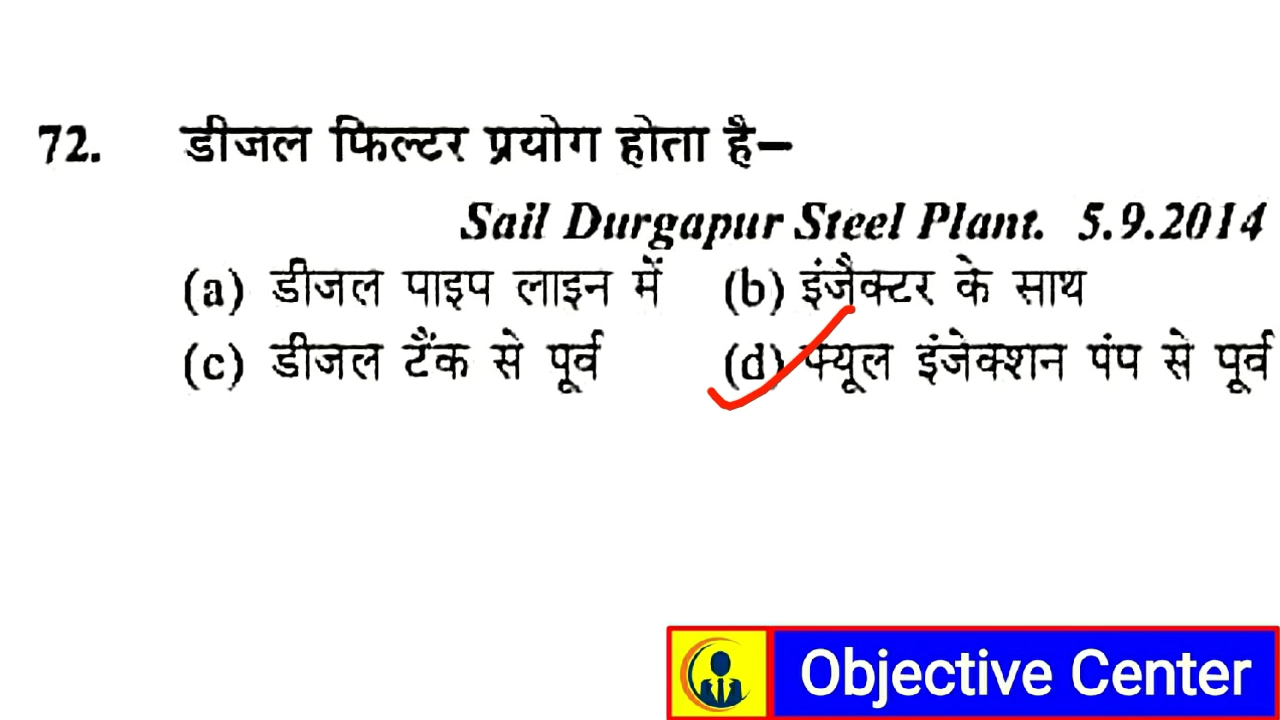 72. डीजल फिल्टर प्रयोग होता है–
Sail Durgapur Steel Plant. 5.9.2014
(a) डीजल पाइप लाइन में (b) इंजैक्टर के साथ
(c) डीजल टैंक से पूर्व (d) फ्यूल इंजेक्शन पंप से पूर्व
Objective Center